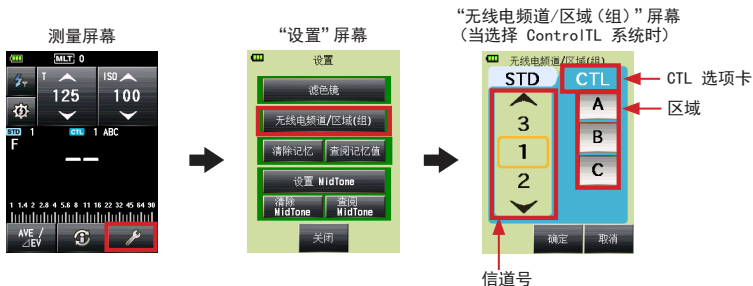 测量屏幕
MLT 0
T
125
ISO
100
STD 1 CTL 1 ABC
F
1 1.4 2 2.8 4 5.6 8 11 16 22 32 45 64 90
AVE /
⊿EV
“设置”屏幕
设置
滤色镜
无线电频道/区域(组)
清除记忆 查阅记忆值
设置 MidTone
清除
MidTone
查阅
MidTone
关闭
“无线电频道/区域(组)”屏幕
(当选择 ControlTL 系统时)
无线电频道/区域(组)
STD CTL
3
1
2
A
B
C
确定 取消
CTL 选项卡
区域
信道号